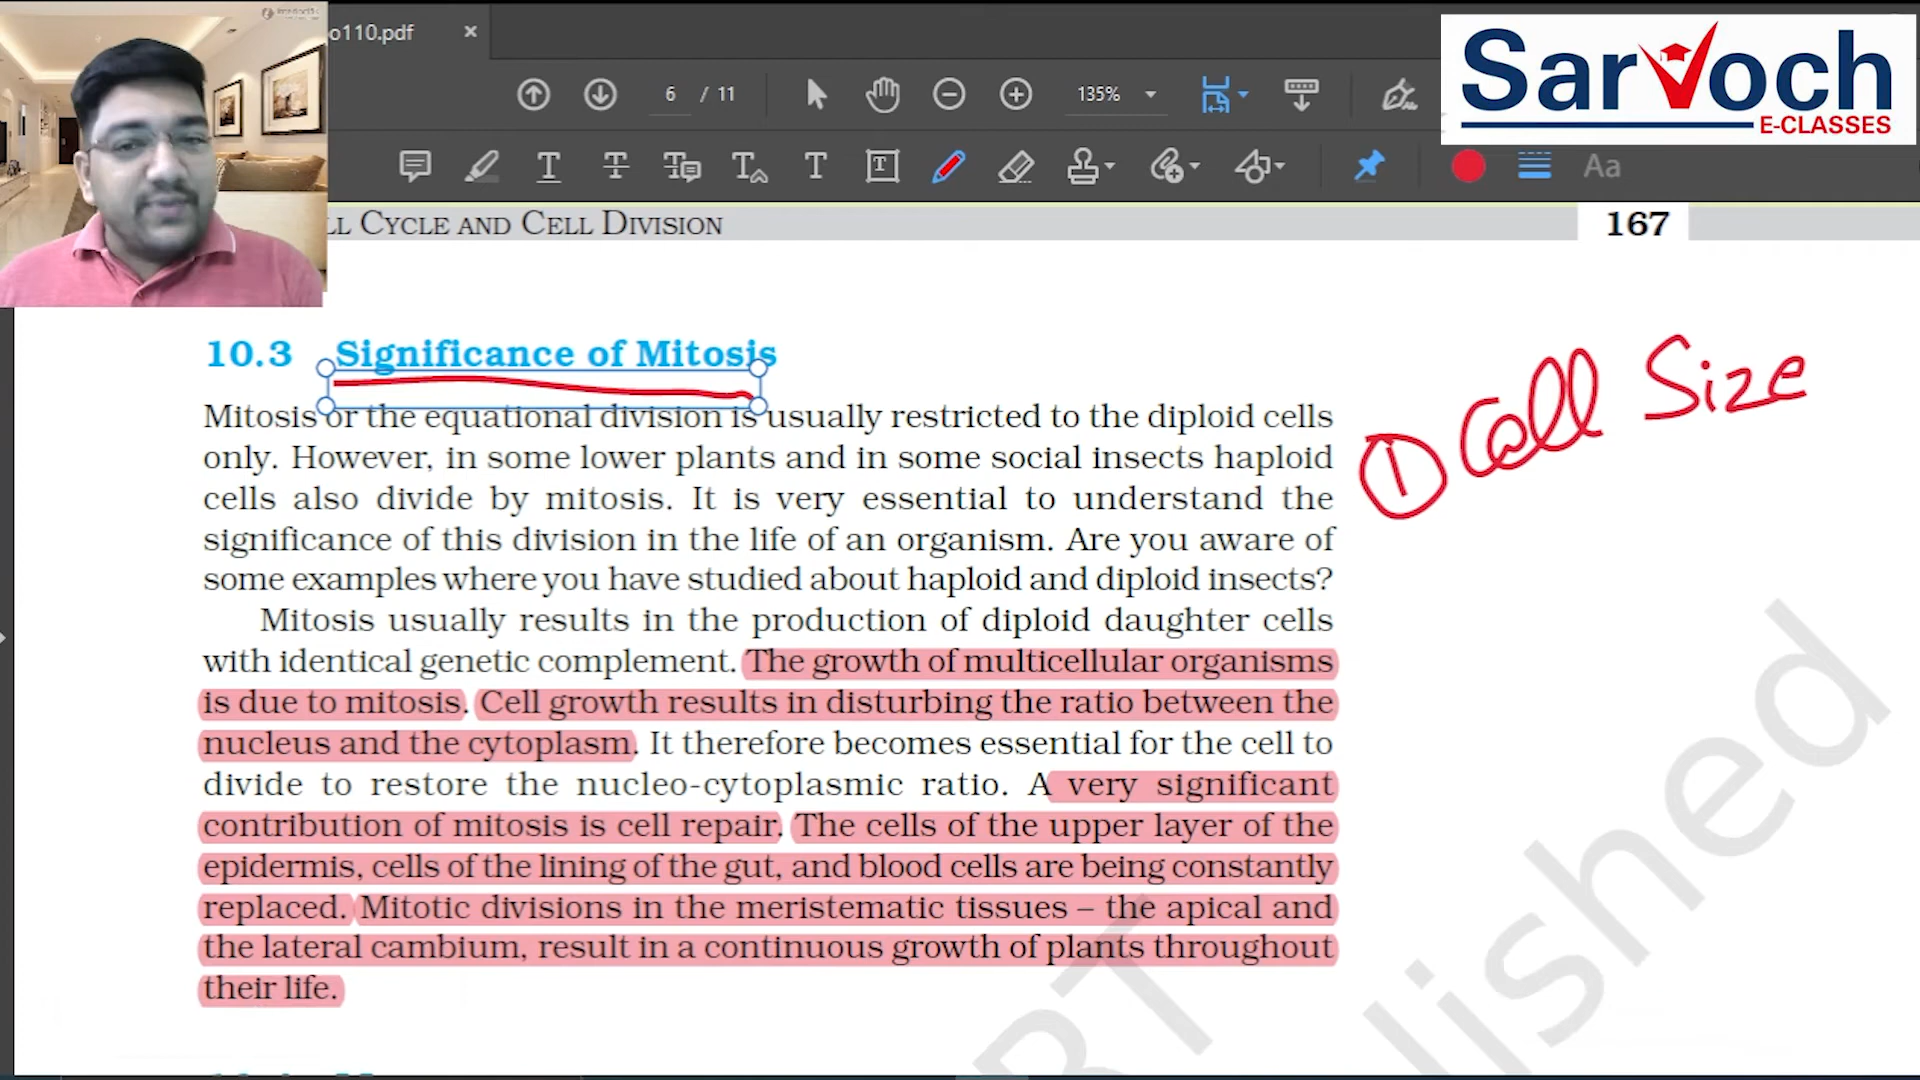 o110.pdf
6 / 11
135%
Sarvoch
E-CLASSES
T T T T T T
Aa
LL CYCLE AND CELL DIVISION
167
10.3 Significance of Mitosis
Mitosis or the equational division is usually restricted to the diploid cells
only. However, in some lower plants and in some social insects haploid
cells also divide by mitosis. It is very essential to understand the
significance of this division in the life of an organism. Are you aware of
some examples where you have studied about haploid and diploid insects?
Mitosis usually results in the production of diploid daughter cells
with identical genetic complement. The growth of multicellular organisms
is due to mitosis. Cell growth results in disturbing the ratio between the
nucleus and the cytoplasm. It therefore becomes essential for the cell to
divide to restore the nucleo-cytoplasmic ratio. A very significant
contribution of mitosis is cell repair. The cells of the upper layer of the
epidermis, cells of the lining of the gut, and blood cells are being constantly
replaced. Mitotic divisions in the meristematic tissues – the apical and
the lateral cambium, result in a continuous growth of plants throughout
their life.
① Cell Size
RT
lished